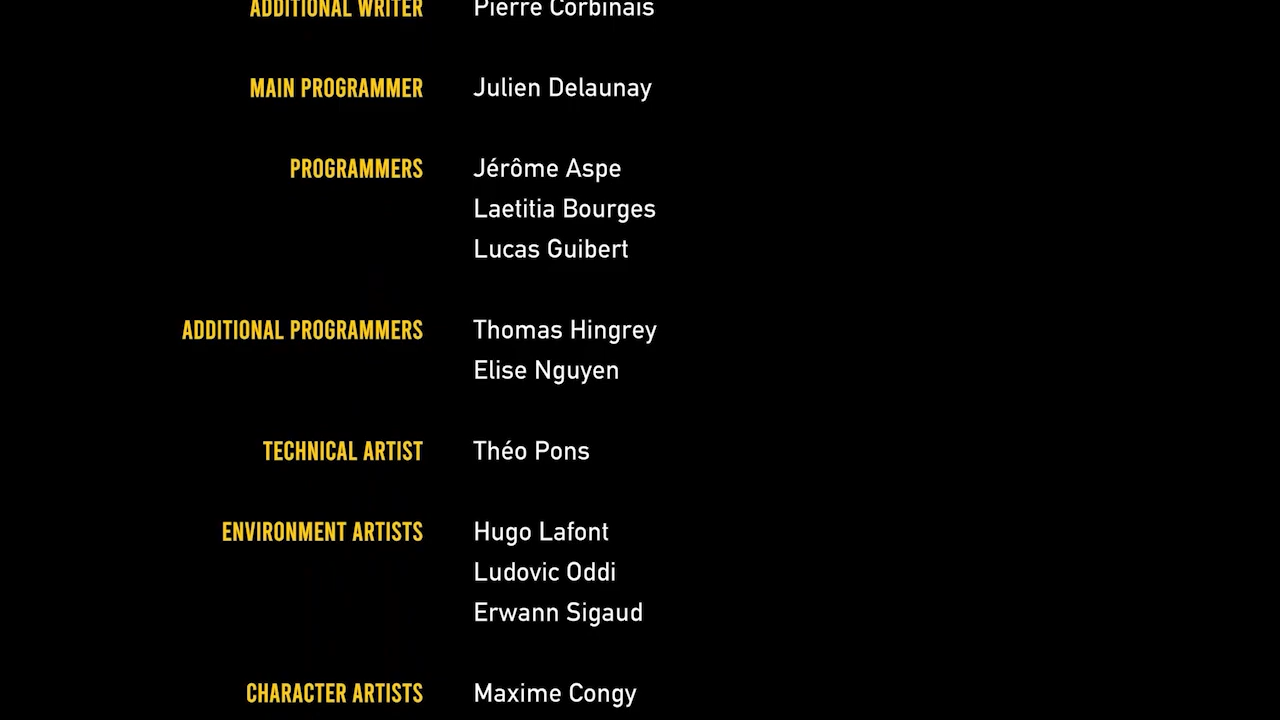 ADDITIONAL WRITER Pierre Corbinais
MAIN PROGRAMMER Julien Delaunay
PROGRAMMERS Jérôme Aspe
Laetitia Bourges
Lucas Guibert
ADDITIONAL PROGRAMMERS Thomas Hingrey
Elise Nguyen
TECHNICAL ARTIST Théo Pons
ENVIRONMENT ARTISTS Hugo Lafont
Ludovic Oddi
Erwann Sigaud
CHARACTER ARTISTS Maxime Congy